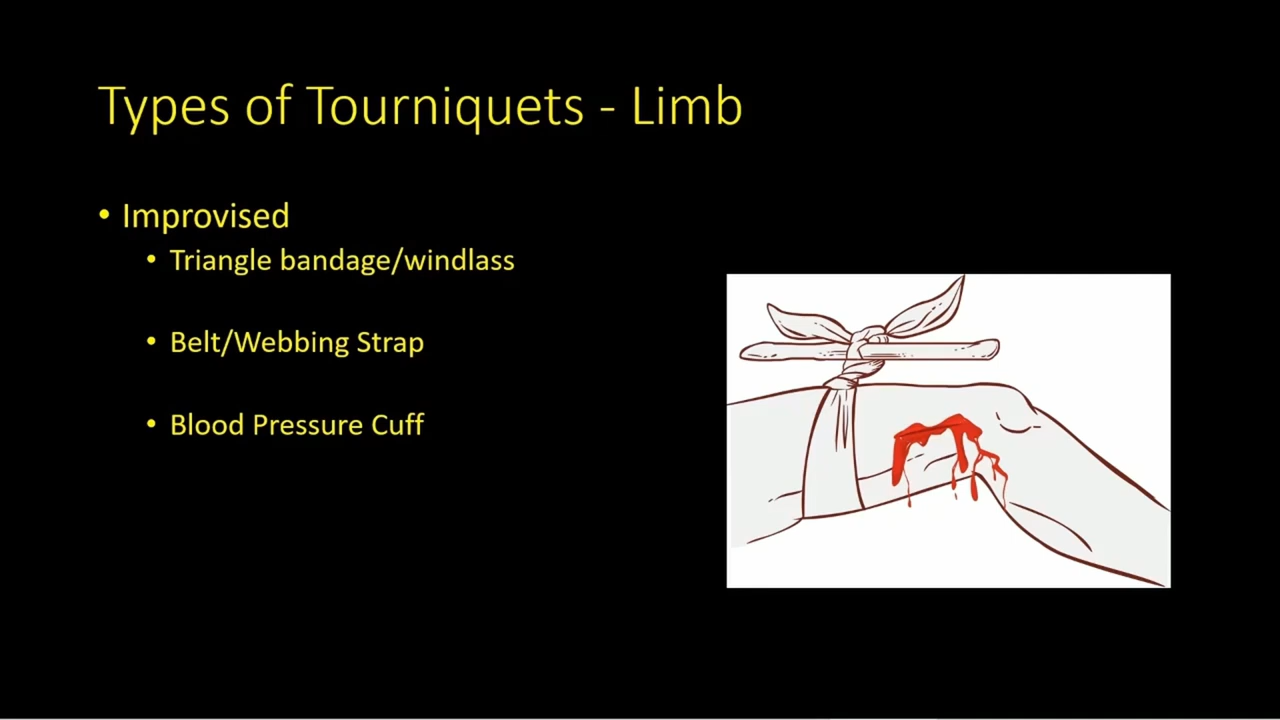 Types of Tourniquets - Limb
• Improvised
• Triangle bandage/windlass
• Belt/Webbing Strap
• Blood Pressure Cuff